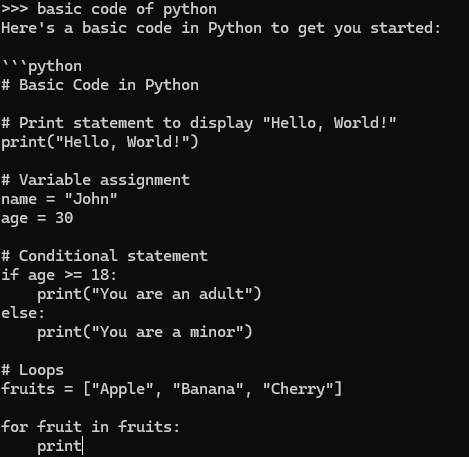 >>> basic code of python
Here's a basic code in Python to get you started:
```python
# Basic Code in Python
# Print statement to display "Hello, World!"
print("Hello, World!")
# Variable assignment
name = "John"
age = 30
# Conditional statement
if age >= 18:
    print("You are an adult")
else:
    print("You are a minor")
# Loops
fruits = ["Apple", "Banana", "Cherry"]
for fruit in fruits:
    print